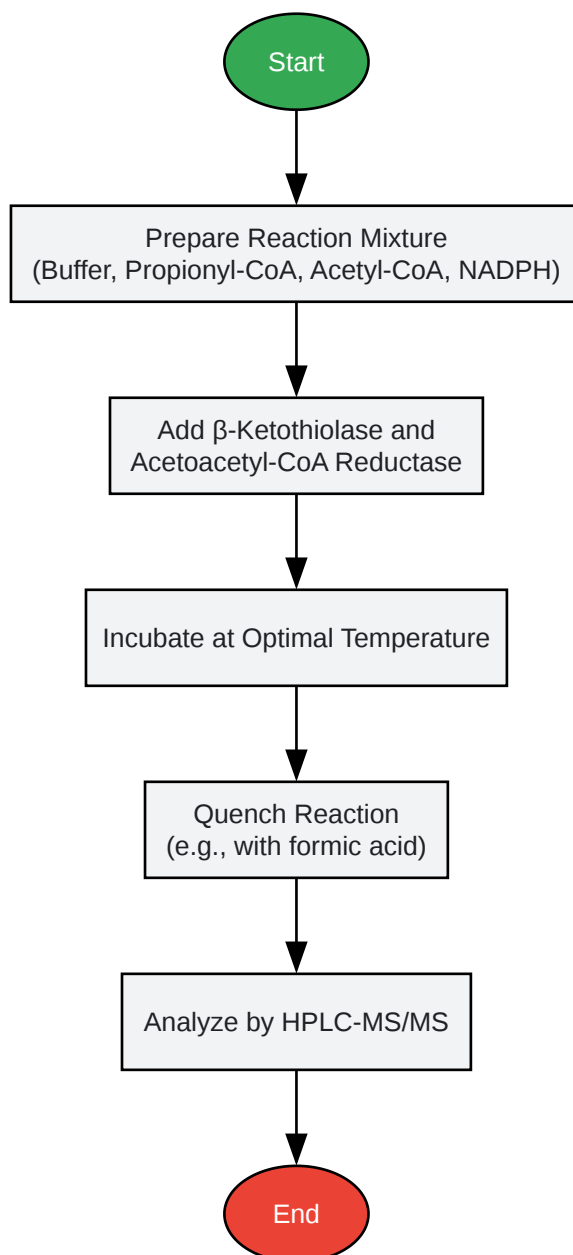 Start
Prepare Reaction Mixture
(Buffer, Propionyl-CoA, Acetyl-CoA, NADPH)
Add β-Ketothiolase and
Acetoacetyl-CoA Reductase
Incubate at Optimal Temperature
Quench Reaction
(e.g., with formic acid)
Analyze by HPLC-MS/MS
End